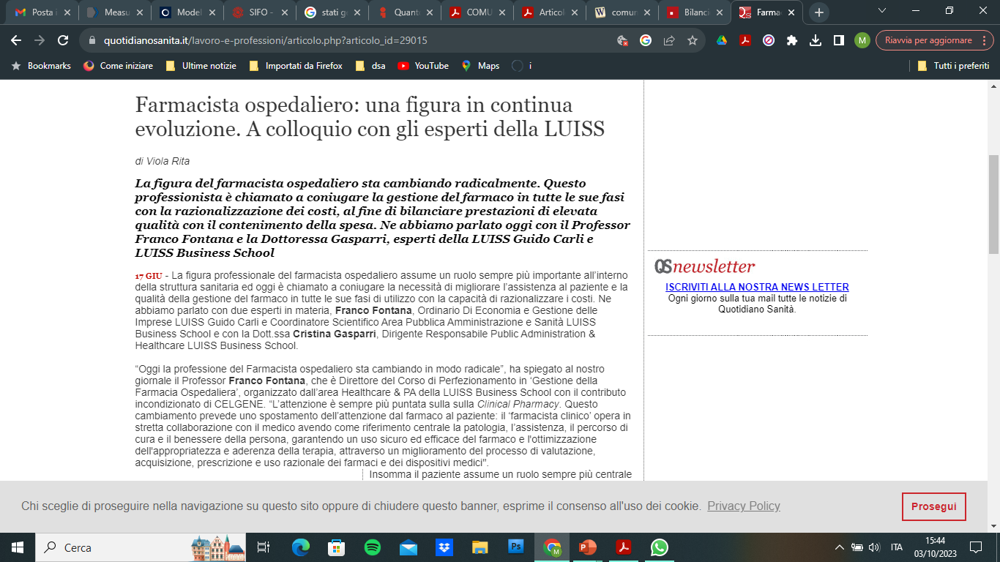 Posta i
Measu
Model
SIFO -
stati ge
Quanto
COMU
Articol
comun
Bilanci
Farmac
quotidianosanita.it/lavoro-e-professioni/articolo.php?articolo_id=29015
M
Riavvia per aggiornare
Bookmarks
Come iniziare
Ultime notizie
Importati da Firefox
dsa
YouTube
Maps
i
Tutti i preferiti
Farmacista ospedaliero: una figura in continua
evoluzione. A colloquio con gli esperti della LUISS
di Viola Rita
La figura del farmacista ospedaliero sta cambiando radicalmente. Questo
professionista è chiamato a coniugare la gestione del farmaco in tutte le sue fasi
con la razionalizzazione dei costi, al fine di bilanciare prestazioni di elevata
qualità con il contenimento della spesa. Ne abbiamo parlato oggi con il Professor
Franco Fontana e la Dottoressa Gasparri, esperti della LUISS Guido Carli e
LUISS Business School
17 GIU - La figura professionale del farmacista ospedaliero assume un ruolo sempre più importante all’interno
della struttura sanitaria ed oggi è chiamato a coniugare la necessità di migliorare l’assistenza al paziente e la
qualità della gestione del farmaco in tutte le sue fasi di utilizzo con la capacità di razionalizzare i costi. Ne
abbiamo parlato con due esperti in materia, Franco Fontana, Ordinario Di Economia e Gestione delle
Imprese LUISS Guido Carli e Coordinatore Scientifico Area Pubblica Amministrazione e Sanità LUISS
Business School e con la Dott.ssa Cristina Gasparri, Dirigente Responsabile Public Administration &
Healthcare LUISS Business School.
“Oggi la professione del Farmacista ospedaliero sta cambiando in modo radicale”, ha spiegato al nostro
giornale il Professor Franco Fontana, che è Direttore del Corso di Perfezionamento in ‘Gestione della
Farmacia Ospedaliera’, organizzato dall’area Healthcare & PA della LUISS Business School con il contributo
incondizionato di CELGENE. “L’attenzione è sempre più puntata sulla sulla Clinical Pharmacy. Questo
cambiamento prevede uno spostamento dell’attenzione dal farmaco al paziente: il ‘farmacista clinico’ opera in
stretta collaborazione con il medico avendo come riferimento centrale la patologia, l’assistenza, il percorso di
cura e il benessere della persona, garantendo un uso sicuro ed efficace del farmaco e l'ottimizzazione
dell'appropriatezza e aderenza della terapia, attraverso un miglioramento del processo di valutazione,
acquisizione, prescrizione e uso razionale dei farmaci e dei dispositivi medici".
Insomma il paziente assume un ruolo sempre più centrale
QS newsletter
ISCRIVITI ALLA NOSTRA NEWS LETTER
Ogni giorno sulla tua mail tutte le notizie di
Quotidiano Sanità.
Chi sceglie di proseguire nella navigazione su questo sito oppure di chiudere questo banner, esprime il consenso all'uso dei cookie. Privacy Policy
Prosegui
Cerca
Ps
M
ITA
15:44
03/10/2023